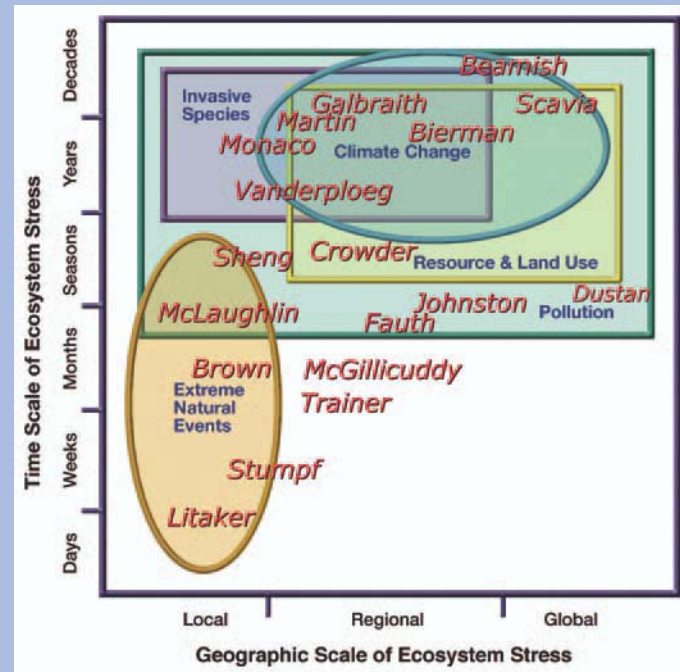 Time Scale of Ecosystem Stress
Decades
Years
Seasons
Months
Weeks
Days
Beamish
Invasive
Species
Galbraith
Scavia
Martin
Bierman
Monaco
Climate Change
Vanderploeg
Sheng
Crowder
Resource & Land Use
Dustan
McLaughlin
Johnston
Pollution
Fauth
Brown
McGillicuddy
Extreme
Natural
Events
Trainer
Stumpf
Litaker
Local
Regional
Global
Geographic Scale of Ecosystem Stress